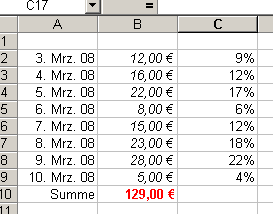 C17 =
A B C
1
2 3. Mrz. 08 12,00 € 9%
3 4. Mrz. 08 16,00 € 12%
4 5. Mrz. 08 22,00 € 17%
5 6. Mrz. 08 8,00 € 6%
6 7. Mrz. 08 15,00 € 12%
7 8. Mrz. 08 23,00 € 18%
8 9. Mrz. 08 28,00 € 22%
9 10. Mrz. 08 5,00 € 4%
10 Summe 129,00 €